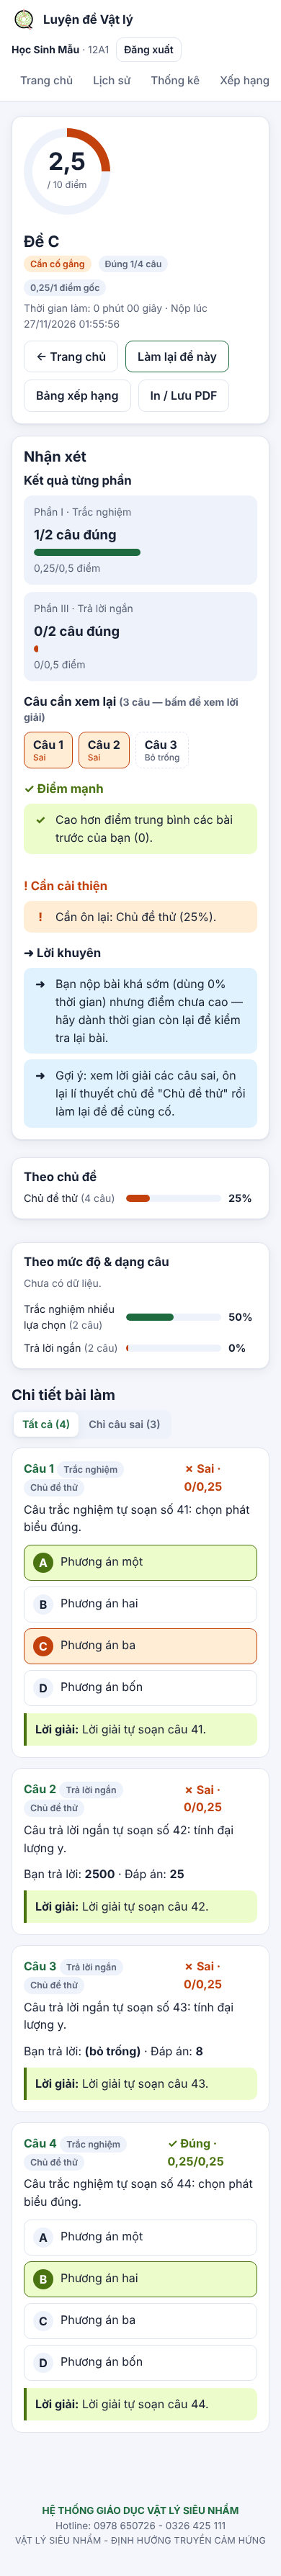 Luyện đề Vật lý
Học Sinh Mẫu · 12A1 Đăng xuất
Trang chủ Lịch sử Thống kê Xếp hạng
2,5
/ 10 điểm
Đề C
Cần cố gắng Đúng 1/4 câu
0,25/1 điểm gốc
Thời gian làm: 0 phút 00 giây · Nộp lúc
27/11/2026 01:55:56
← Trang chủ Làm lại đề này
Bảng xếp hạng In / Lưu PDF
Nhận xét
Kết quả từng phần
Phần I · Trắc nghiệm
1/2 câu đúng
0,25/0,5 điểm
Phần III · Trả lời ngắn
0/2 câu đúng
0/0,5 điểm
Câu cần xem lại (3 câu — bấm để xem lời
giải)
Câu 1 Câu 2 Câu 3
Sai Sai Bỏ trống
✓ Điểm mạnh
✓ Cao hơn điểm trung bình các bài
trước của bạn (0).
! Cần cải thiện
! Cần ôn lại: Chủ đề thử (25%).
➜ Lời khuyên
➜ Bạn nộp bài khá sớm (dùng 0%
thời gian) nhưng điểm chưa cao —
hãy dành thời gian còn lại để kiểm
tra lại bài.
➜ Gợi ý: xem lời giải các câu sai, ôn
lại lí thuyết chủ đề "Chủ đề thử" rồi
làm lại đề để củng cố.
Theo chủ đề
Chủ đề thử (4 câu) 25%
Theo mức độ & dạng câu
Chưa có dữ liệu.
Trắc nghiệm nhiều
lựa chọn (2 câu) 50%
Trả lời ngắn (2 câu) 0%
Chi tiết bài làm
Tất cả (4) Chỉ câu sai (3)
Câu 1 Trắc nghiệm ✗ Sai ·
Chủ đề thử 0/0,25
Câu trắc nghiệm tự soạn số 41: chọn phát
biểu đúng.
A Phương án một
B Phương án hai
C Phương án ba
D Phương án bốn
Lời giải: Lời giải tự soạn câu 41.
Câu 2 Trả lời ngắn ✗ Sai ·
Chủ đề thử 0/0,25
Câu trả lời ngắn tự soạn số 42: tính đại
lượng y.
Bạn trả lời: 2500 · Đáp án: 25
Lời giải: Lời giải tự soạn câu 42.
Câu 3 Trả lời ngắn ✗ Sai ·
Chủ đề thử 0/0,25
Câu trả lời ngắn tự soạn số 43: tính đại
lượng y.
Bạn trả lời: (bỏ trống) · Đáp án: 8
Lời giải: Lời giải tự soạn câu 43.
Câu 4 Trắc nghiệm ✓ Đúng ·
Chủ đề thử 0,25/0,25
Câu trắc nghiệm tự soạn số 44: chọn phát
biểu đúng.
A Phương án một
B Phương án hai
C Phương án ba
D Phương án bốn
Lời giải: Lời giải tự soạn câu 44.
HỆ THỐNG GIÁO DỤC VẬT LÝ SIÊU NHẨM
Hotline: 0978 650726 - 0326 425 111
VẬT LÝ SIÊU NHẨM - ĐỊNH HƯỚNG TRUYỀN CẢM HỨNG